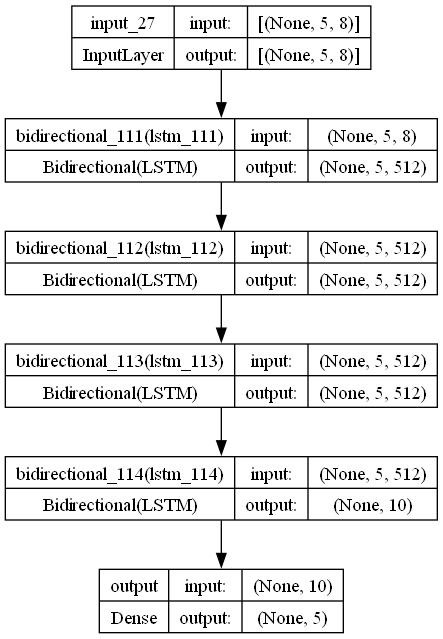 input_27 input: [(None, 5, 8)]
InputLayer output: [(None, 5, 8)]
bidirectional_111(lstm_111) input: (None, 5, 8)
Bidirectional(LSTM) output: (None, 5, 512)
bidirectional_112(lstm_112) input: (None, 5, 512)
Bidirectional(LSTM) output: (None, 5, 512)
bidirectional_113(lstm_113) input: (None, 5, 512)
Bidirectional(LSTM) output: (None, 5, 512)
bidirectional_114(lstm_114) input: (None, 5, 512)
Bidirectional(LSTM) output: (None, 10)
output input: (None, 10)
Dense output: (None, 5)